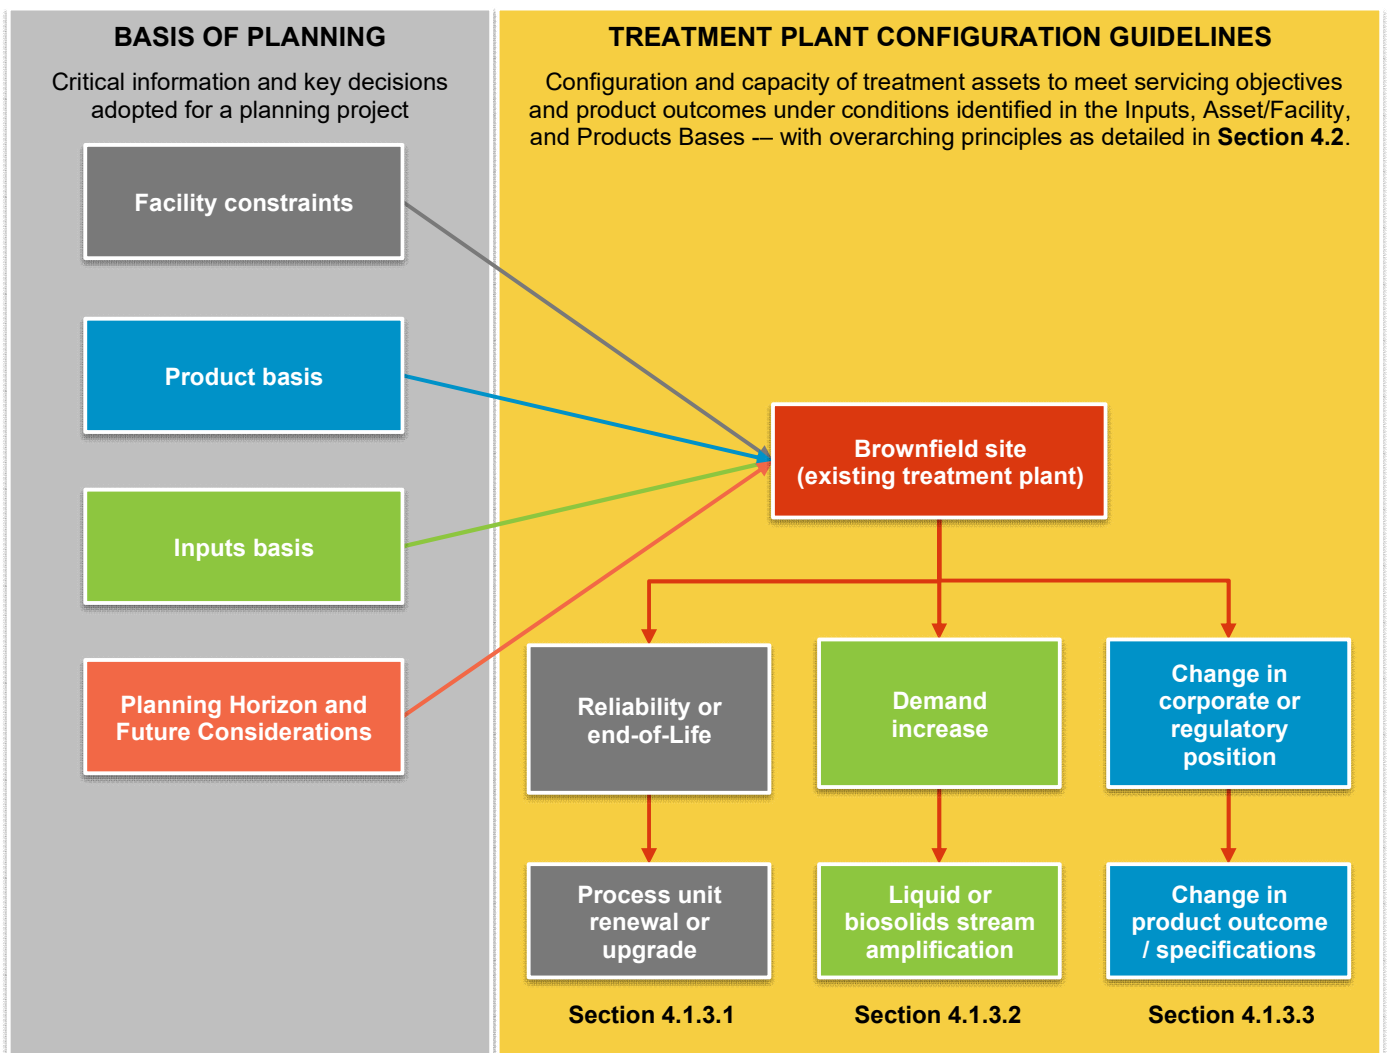 BASIS OF PLANNING
Critical information and key decisions
adopted for a planning project
Facility constraints
Product basis
Inputs basis
Planning Horizon and
Future Considerations
TREATMENT PLANT CONFIGURATION GUIDELINES
Configuration and capacity of treatment assets to meet servicing objectives
and product outcomes under conditions identified in the Inputs, Asset/Facility,
and Products Bases -– with overarching principles as detailed in Section 4.2.
Brownfield site
(existing treatment plant)
Reliability or
end-of-Life
Demand
increase
Change in
corporate or
regulatory
position
Process unit
renewal or
upgrade
Liquid or
biosolids stream
amplification
Change in
product outcome
/ specifications
Section 4.1.3.1
Section 4.1.3.2
Section 4.1.3.3